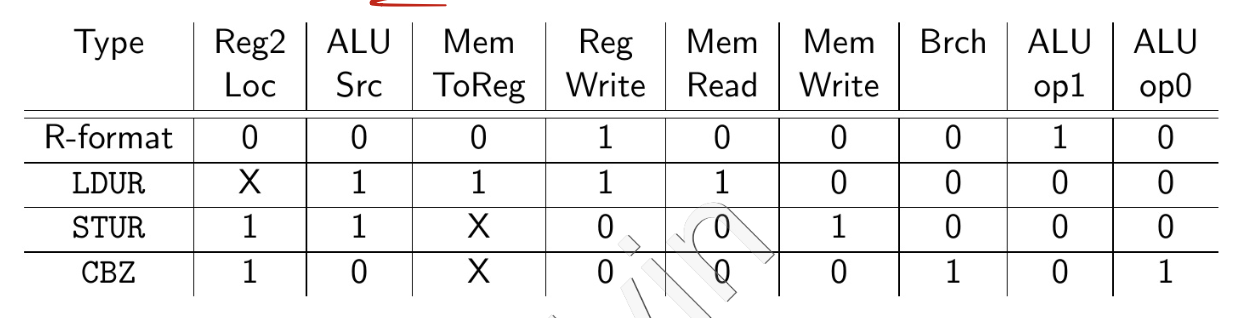 Type Reg2 ALU Mem Reg Mem Mem Brch ALU ALU
Loc Src ToReg Write Read Write op1 op0
R-format 0 0 0 1 0 0 0 1 0
LDUR X 1 1 1 1 0 0 0 0
STUR 1 1 X 0 0 1 0 0 0
CBZ 1 0 X 0 0 0 1 0 1